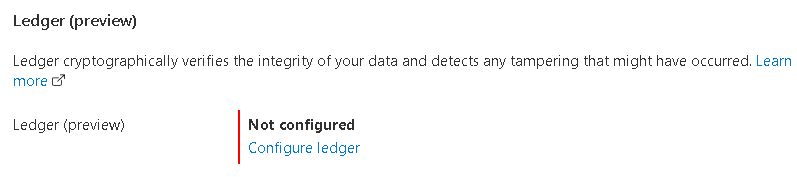 Ledger (preview)
Ledger cryptographically verifies the integrity of your data and detects any tampering that might have occurred. Learn
more
Ledger (preview)
Not configured
Configure ledger